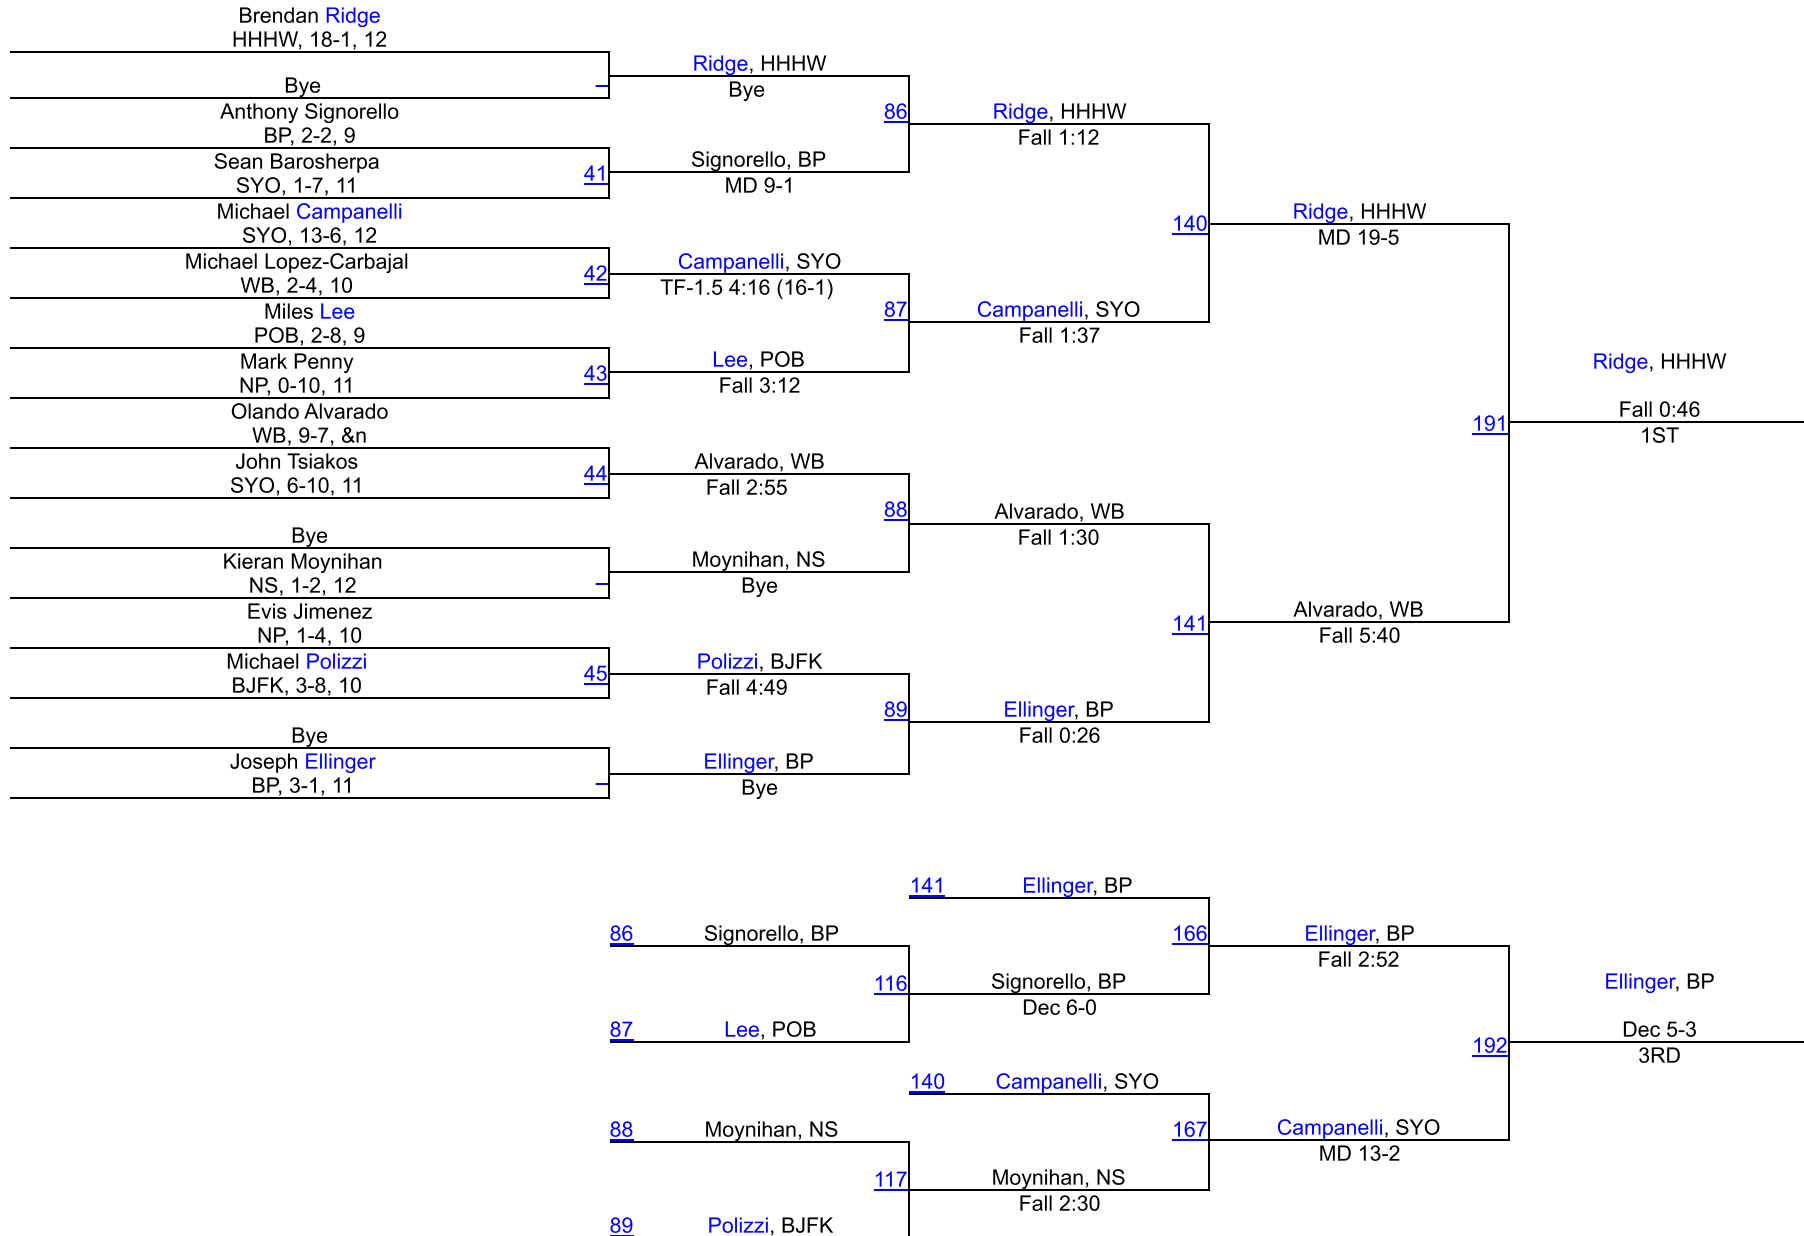 Brendan Ridge
HHHW, 18-1, 12
Bye
Anthony Signorello
BP, 2-2, 9
Sean Barosherpa
SYO, 1-7, 11
41
Michael Campanelli
SYO, 13-6, 12
Michael Lopez-Carbajal
WB, 2-4, 10
42
Miles Lee
POB, 2-8, 9
Mark Penny
NP, 0-10, 11
43
Olando Alvarado
WB, 9-7, &n
John Tsiakos
SYO, 6-10, 11
44
Bye
Kieran Moynihan
NS, 1-2, 12
Evis Jimenez
NP, 1-4, 10
Michael Polizzi
BJFK, 3-8, 10
45
Bye
Joseph Ellinger
BP, 3-1, 11
Ridge, HHHW
Bye
86
Signorello, BP
MD 9-1
Campanelli, SYO
TF-1.5 4:16 (16-1)
87
Lee, POB
Fall 3:12
Alvarado, WB
Fall 2:55
88
Moynihan, NS
Bye
Polizzi, BJFK
Fall 4:49
89
Ellinger, BP
Bye
Ridge, HHHW
Fall 1:12
140
Campanelli, SYO
Fall 1:37
Alvarado, WB
Fall 1:30
141
Ellinger, BP
Fall 0:26
Ridge, HHHW
MD 19-5
191
Alvarado, WB
Fall 5:40
Ridge, HHHW
Fall 0:46
1ST
86 Signorello, BP
116
87 Lee, POB
88 Moynihan, NS
117
89 Polizzi, BJFK
141 Ellinger, BP
166
Signorello, BP
Dec 6-0
140 Campanelli, SYO
167
Moynihan, NS
Fall 2:30
Ellinger, BP
Fall 2:52
192
Campanelli, SYO
MD 13-2
Ellinger, BP
Dec 5-3
3RD